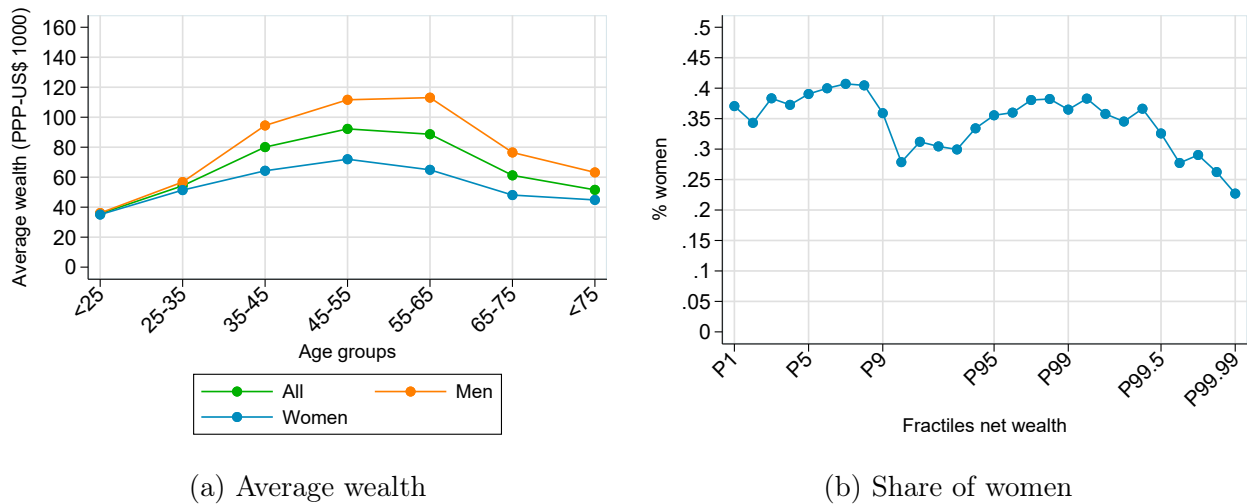 Average wealth (PPP-US$ 1000)
160
140
120
100
80
60
40
20
0
<25
25-35
35-45
45-55
55-65
65-75
<75
Age groups
All
Men
Women
(a) Average wealth
% women
.5
.45
.4
.35
.3
.25
.2
.15
.1
.05
0
P1
P5
P9
P95
P99
P99.5
P99.99
Fractiles net wealth
(b) Share of women